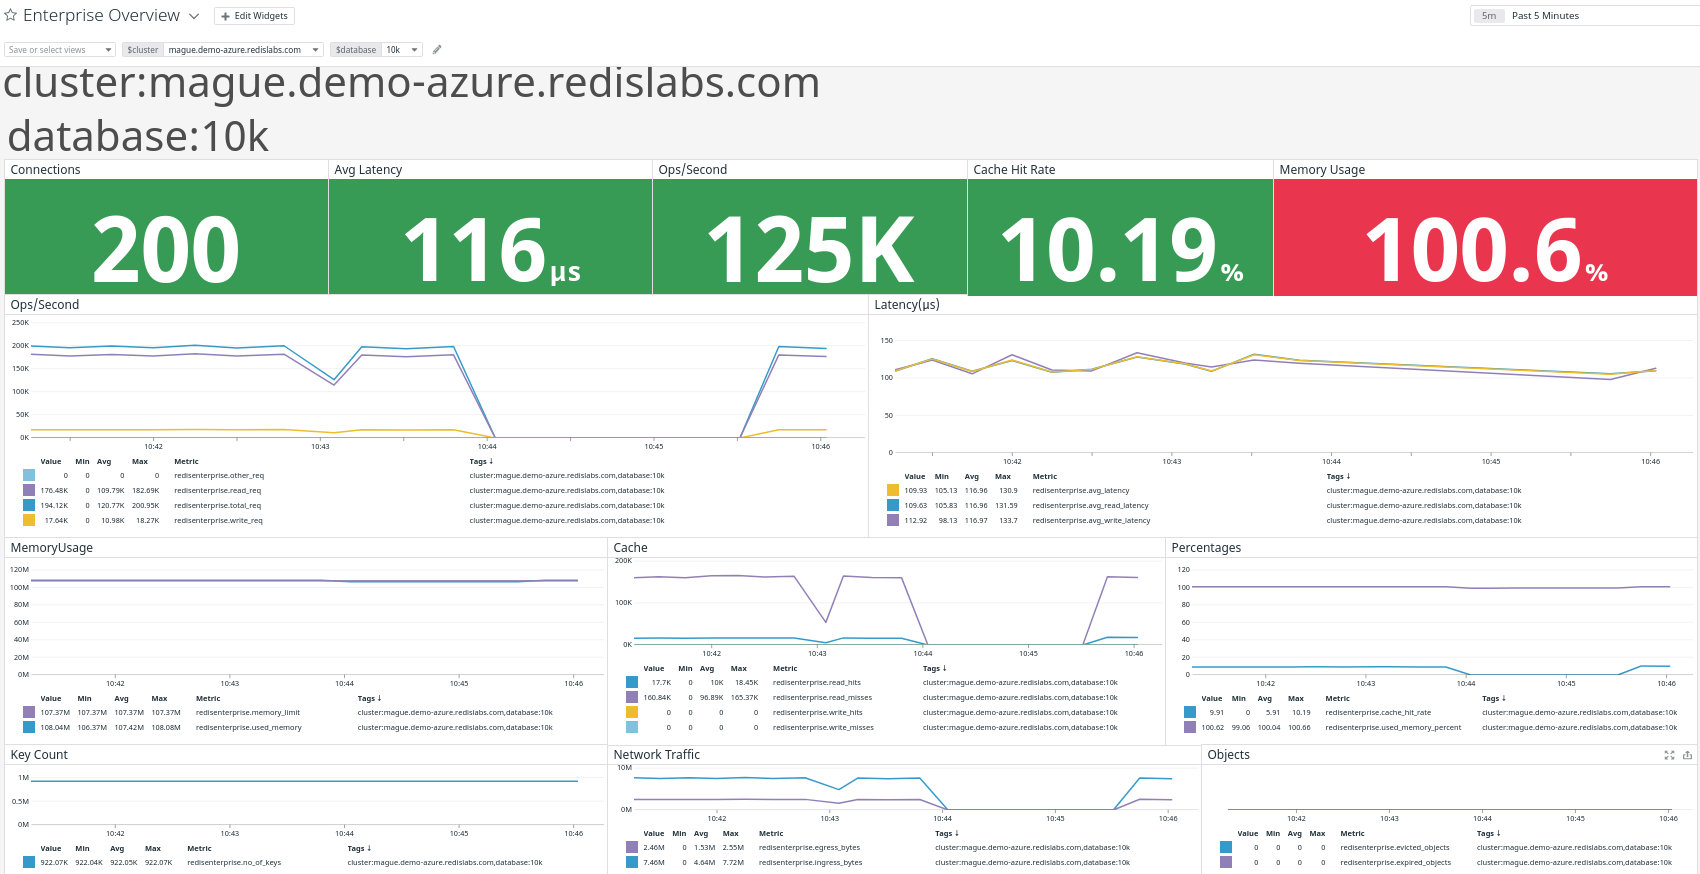 Enterprise Overview
Edit Widgets
5m Past 5 Minutes
Save or select views
$cluster mague.demo-azure.redislabs.com
$database 10k
cluster:mague.demo-azure.redislabs.com
database:10k
Connections Avg Latency Ops/Second Cache Hit Rate Memory Usage
200 116 µs 125K 10.19 % 100.6 %
Ops/Second
250K
200K
150K
100K
50K
0K
10:42 10:43 10:44 10:45 10:46
Value Min Avg Max Metric Tags ↓
0 0 0 0 redisenterprise.other_req cluster:mague.demo-azure.redislabs.com,database:10k
176.48K 0 109.79K 182.69K redisenterprise.read_req cluster:mague.demo-azure.redislabs.com,database:10k
194.12K 0 120.77K 200.95K redisenterprise.total_req cluster:mague.demo-azure.redislabs.com,database:10k
17.64K 0 10.98K 18.27K redisenterprise.write_req cluster:mague.demo-azure.redislabs.com,database:10k
Latency(µs)
150
100
50
0
10:42 10:43 10:44 10:45 10:46
Value Min Avg Max Metric Tags ↓
109.93 105.13 116.96 130.9 redisenterprise.avg_latency cluster:mague.demo-azure.redislabs.com,database:10k
109.63 105.83 116.96 131.59 redisenterprise.avg_read_latency cluster:mague.demo-azure.redislabs.com,database:10k
112.92 98.13 116.97 133.7 redisenterprise.avg_write_latency cluster:mague.demo-azure.redislabs.com,database:10k
MemoryUsage
120M
100M
80M
60M
40M
20M
0M
10:42 10:43 10:44 10:45 10:46
Value Min Avg Max Metric Tags ↓
107.37M 107.37M 107.37M 107.37M redisenterprise.memory_limit cluster:mague.demo-azure.redislabs.com,database:10k
108.04M 106.37M 107.42M 108.08M redisenterprise.used_memory cluster:mague.demo-azure.redislabs.com,database:10k
Cache
200K
100K
0K
10:42 10:43 10:44 10:45 10:46
Value Min Avg Max Metric Tags ↓
17.7K 0 10K 18.45K redisenterprise.read_hits cluster:mague.demo-azure.redislabs.com,database:10k
160.84K 0 96.89K 165.37K redisenterprise.read_misses cluster:mague.demo-azure.redislabs.com,database:10k
0 0 0 0 redisenterprise.write_hits cluster:mague.demo-azure.redislabs.com,database:10k
0 0 0 0 redisenterprise.write_misses cluster:mague.demo-azure.redislabs.com,database:10k
Percentages
120
100
80
60
40
20
0
10:42 10:43 10:44 10:45 10:46
Value Min Avg Max Metric Tags ↓
9.91 0 5.91 10.19 redisenterprise.cache_hit_rate cluster:mague.demo-azure.redislabs.com,database:10k
100.62 99.06 100.04 100.66 redisenterprise.used_memory_percent cluster:mague.demo-azure.redislabs.com,database:10k
Key Count
1M
0.5M
0M
10:42 10:43 10:44 10:45 10:46
Value Min Avg Max Metric Tags ↓
922.07K 922.04K 922.05K 922.07K redisenterprise.no_of_keys cluster:mague.demo-azure.redislabs.com,database:10k
Network Traffic
10M
0M
10:42 10:43 10:44 10:45 10:46
Value Min Avg Max Metric Tags ↓
2.46M 0 1.53M 2.55M redisenterprise.egress_bytes cluster:mague.demo-azure.redislabs.com,database:10k
7.46M 0 4.64M 7.72M redisenterprise.ingress_bytes cluster:mague.demo-azure.redislabs.com,database:10k
Objects
10:42 10:43 10:44 10:45 10:46
Value Min Avg Max Metric Tags ↓
0 0 0 0 redisenterprise.evicted_objects cluster:mague.demo-azure.redislabs.com,database:10k
0 0 0 0 redisenterprise.expired_objects cluster:mague.demo-azure.redislabs.com,database:10k